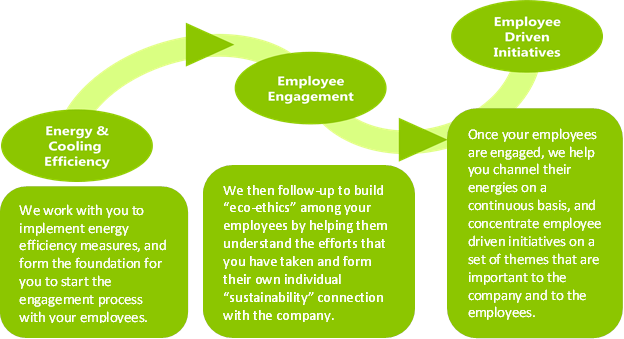 Energy &
Cooling
Efficiency
We work with you to
implement energy
efficiency measures, and
form the foundation for
you to start the
engagement process
with your employees.
Employee
Engagement
We then follow-up to build
“eco-ethics” among your
employees by helping them
understand the efforts that
you have taken and form
their own individual
“sustainability” connection
with the company.
Employee
Driven
Initiatives
Once your employees
are engaged, we help
you channel their
energies on a
continuous basis, and
concentrate employee
driven initiatives on a
set of themes that are
important to the
company and to the
employees.